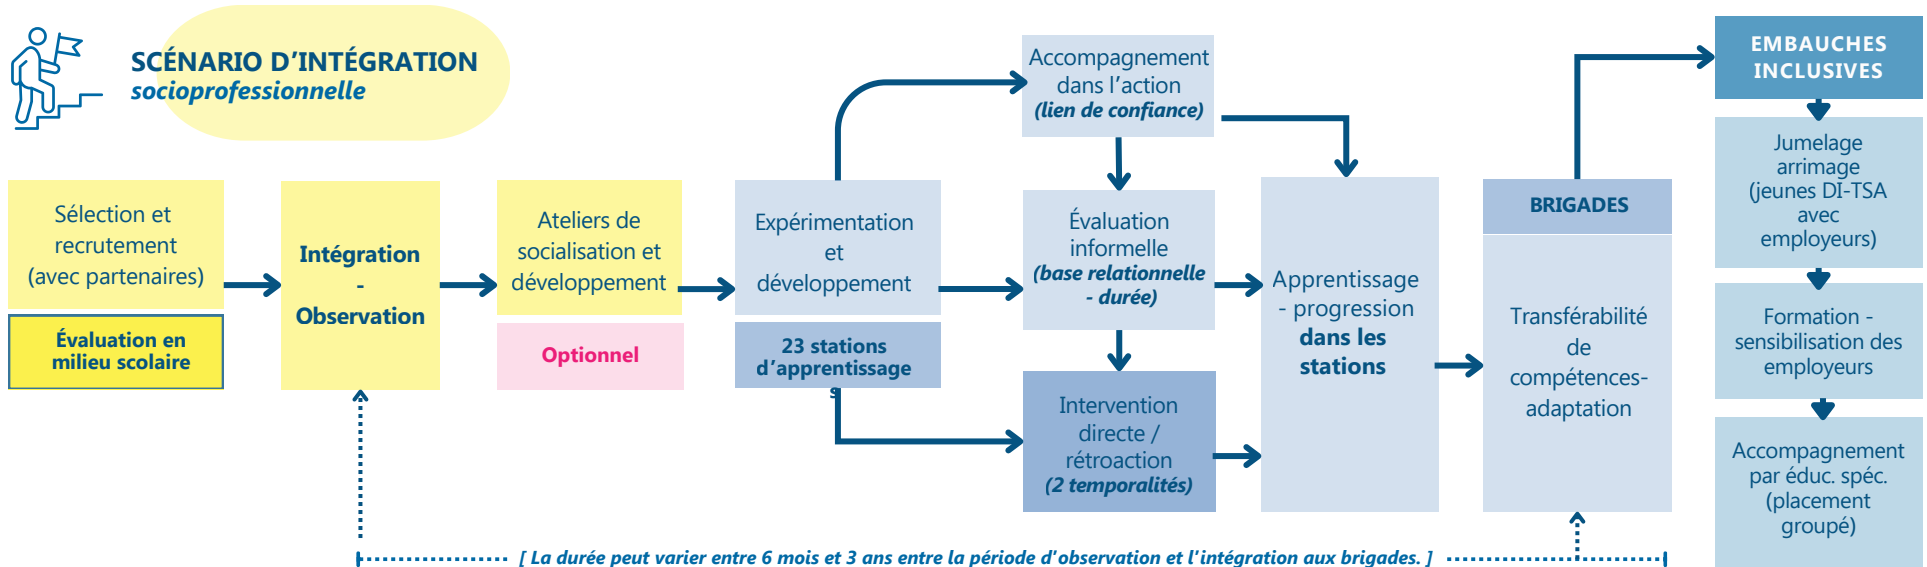 SCÉNARIO D'INTÉGRATION
socioprofessionnelle
Sélection et
recrutement
(avec partenaires)
Évaluation en
milieu scolaire
Intégration
-
Observation
Ateliers de
socialisation et
développement
Optionnel
Expérimentation
et
développement
23 stations
d'apprentissage
s
Accompagnement
dans l'action
(lien de confiance)
Évaluation
informelle
(base relationnelle
- durée)
Intervention
directe /
rétroaction
(2 temporalités)
Apprentissage
- progression
dans les
stations
BRIGADES
Transférabilité
de
compétences-
adaptation
EMBAUCHES
INCLUSIVES
Jumelage
arrimage
(jeunes DI-TSA
avec
employeurs)
Formation -
sensibilisation des
employeurs
Accompagnement
par éduc. spéc.
(placement
groupé)
[ La durée peut varier entre 6 mois et 3 ans entre la période d'observation et l'intégration aux brigades. ]